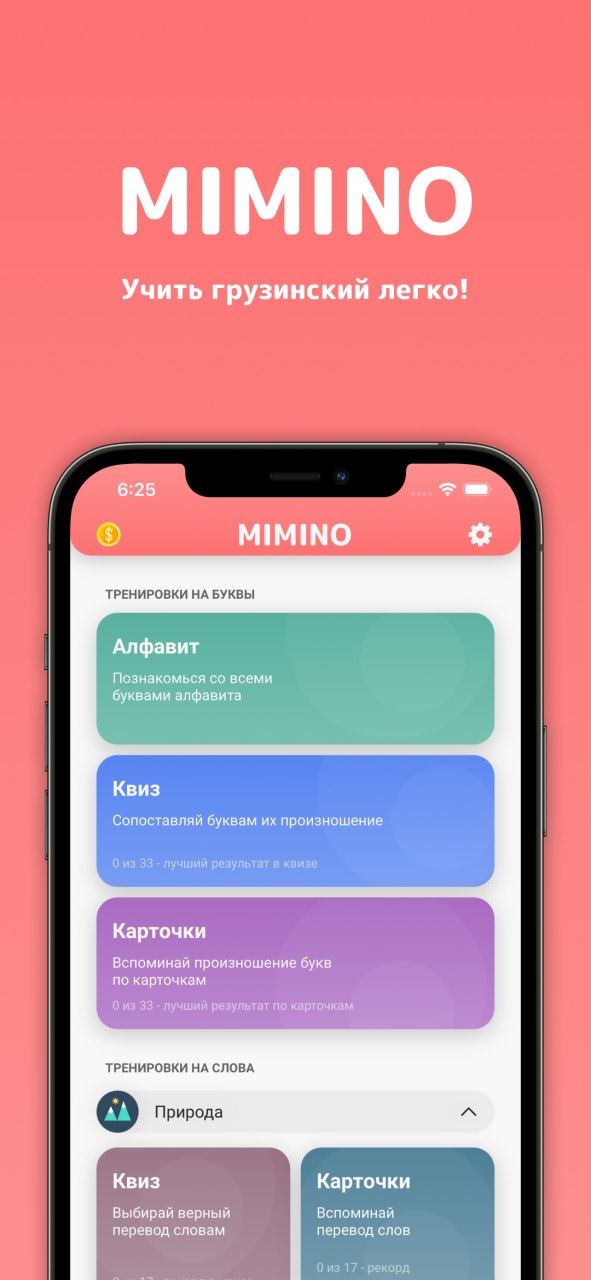 MIMINO
Учить грузинский легко!
6:25
MIMINO
ТРЕНИРОВКИ НА БУКВЫ
Алфавит
Познакомься со всеми
буквами алфавита
Квиз
Сопоставляй буквам их произношение
0 из 33 - лучший результат в квизе
Карточки
Вспоминай произношение букв
по карточкам
0 из 33 - лучший результат по карточкам
ТРЕНИРОВКИ НА СЛОВА
Природа
Квиз
Выбирай верный
перевод словам
Карточки
Вспоминай
перевод слов
0 из 17 - рекорд